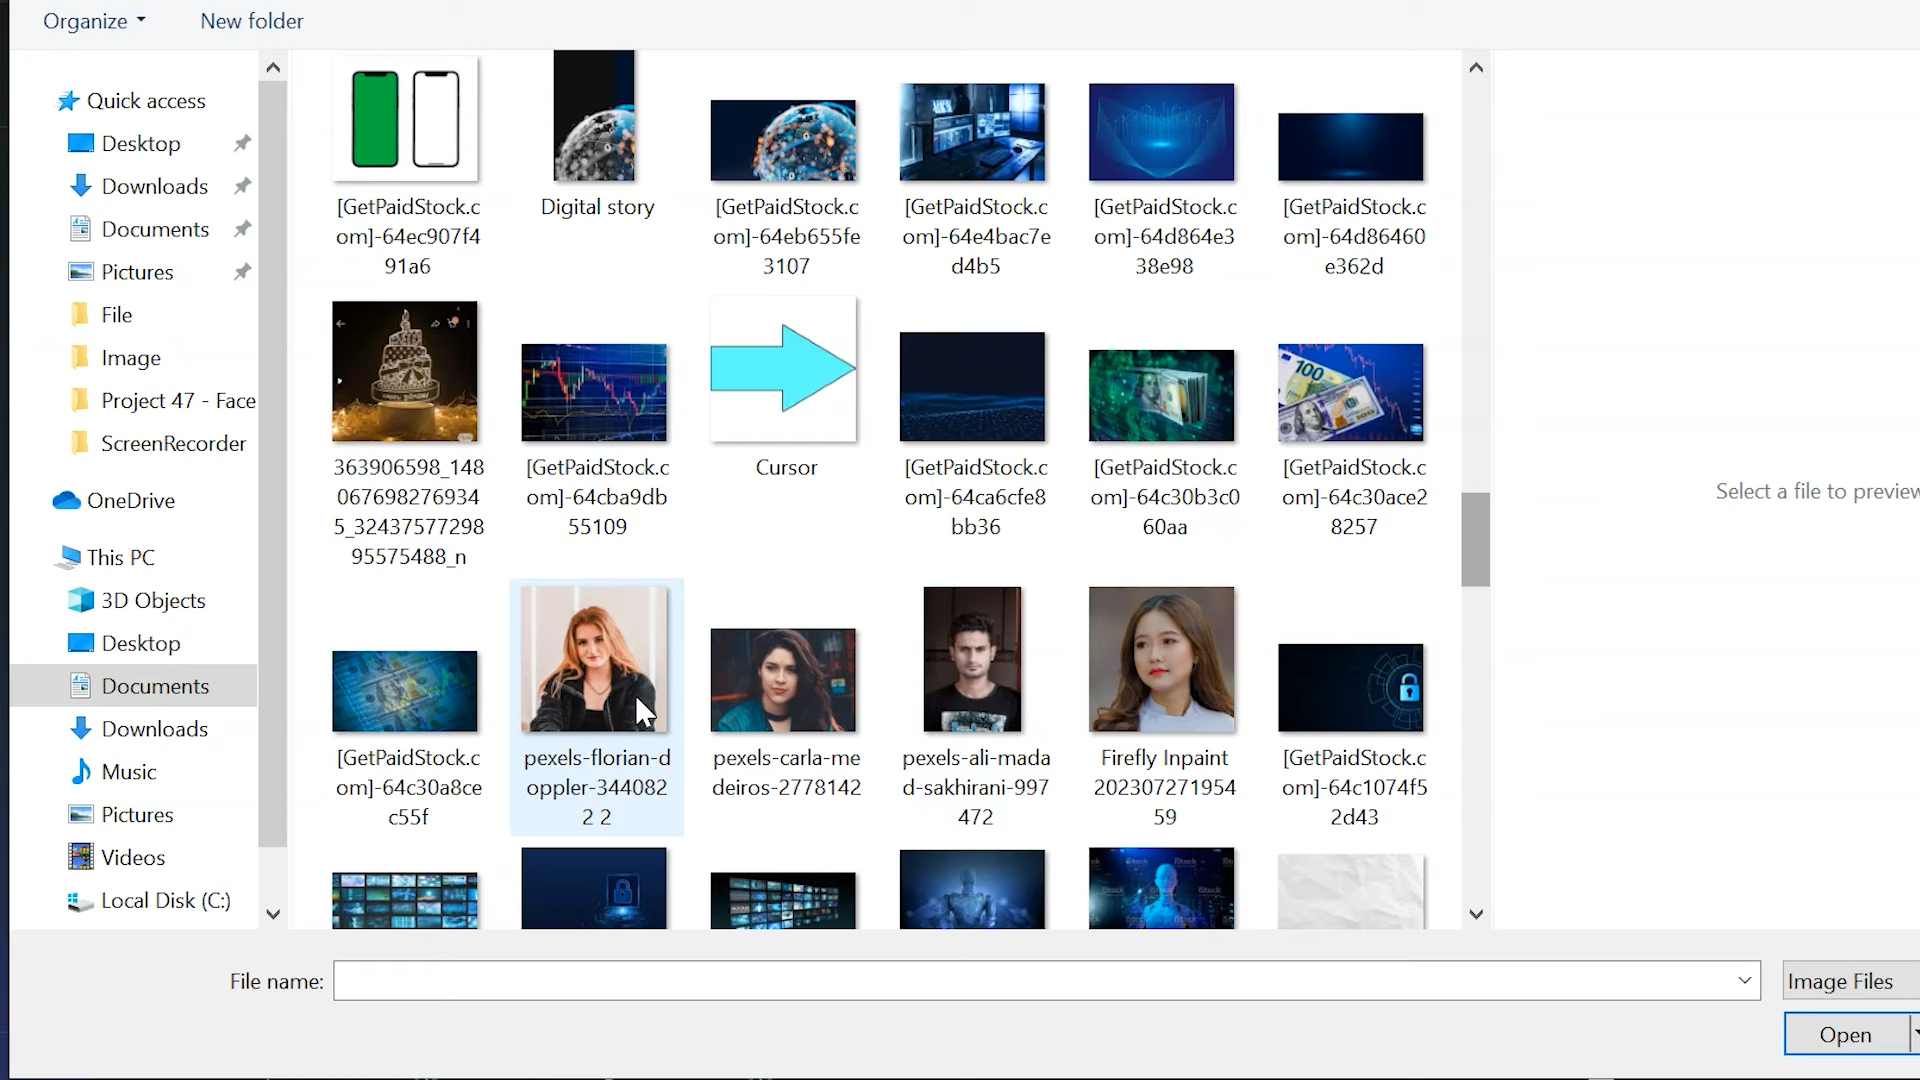 Organize
New folder
Quick access
Desktop
Downloads
Documents
Pictures
File
Image
Project 47 - Face
ScreenRecorder
OneDrive
This PC
3D Objects
Desktop
Documents
Downloads
Music
Pictures
Videos
Local Disk (C:)
[GetPaidStock.c
om]-64ec907f4
91a6
Digital story
[GetPaidStock.c
om]-64eb655fe
3107
[GetPaidStock.c
om]-64e4bac7e
d4b5
[GetPaidStock.c
om]-64d864e3
38e98
[GetPaidStock.c
om]-64d86460
e362d
363906598_148
067698276934
5_32437577298
95575488_n
[GetPaidStock.c
om]-64cba9db
55109
Cursor
[GetPaidStock.c
om]-64ca6cfe8
bb36
[GetPaidStock.c
om]-64c30b3c0
60aa
100
[GetPaidStock.c
om]-64c30ace2
8257
[GetPaidStock.c
om]-64c30a8ce
c55f
pexels-florian-d
oppler-344082
2 2
pexels-carla-me
deiros-2778142
pexels-ali-mada
d-sakhirani-997
472
Firefly Inpaint
202307271954
59
[GetPaidStock.c
om]-64c1074f5
2d43
iStock
iStock
iStock
Select a file to preview
File name:
Image Files
Open